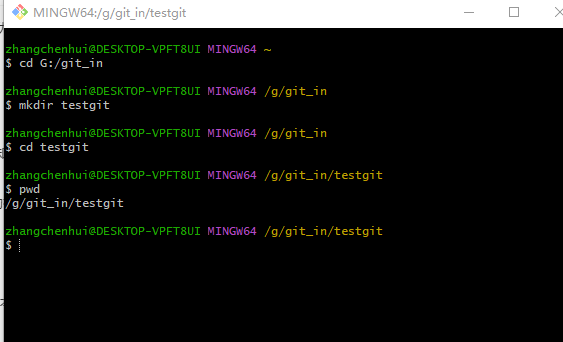 MINGW64:/g/git_in/testgit
zhangchenhui@DESKTOP-VPFT8UI MINGW64 ~
$ cd G:/git_in
zhangchenhui@DESKTOP-VPFT8UI MINGW64 /g/git_in
$ mkdir testgit
zhangchenhui@DESKTOP-VPFT8UI MINGW64 /g/git_in
$ cd testgit
zhangchenhui@DESKTOP-VPFT8UI MINGW64 /g/git_in/testgit
$ pwd
/g/git_in/testgit
zhangchenhui@DESKTOP-VPFT8UI MINGW64 /g/git_in/testgit
$